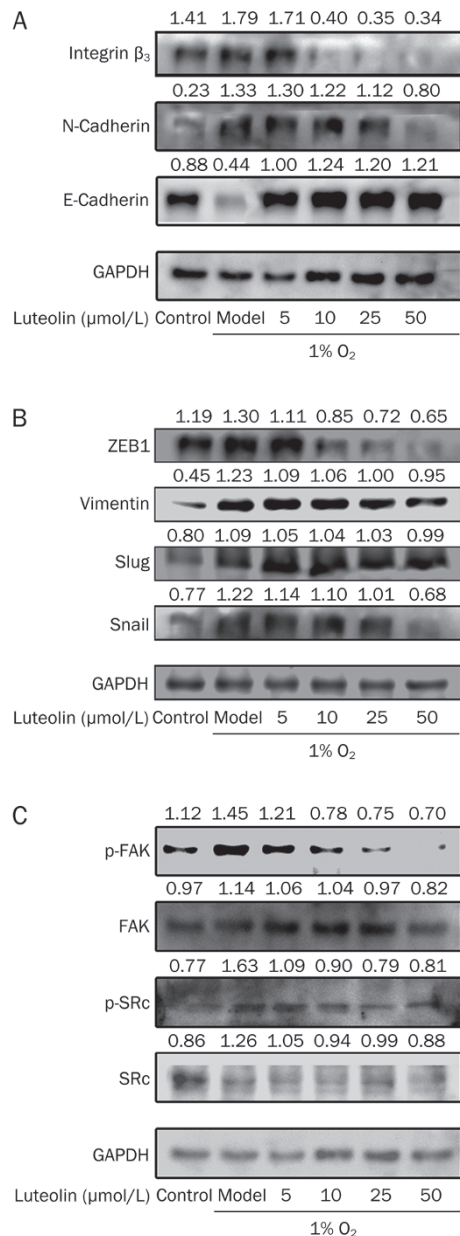 A
1.41 1.79 1.71 0.40 0.35 0.34
Integrin β₃
0.23 1.33 1.30 1.22 1.12 0.80
N-Cadherin
0.88 0.44 1.00 1.24 1.20 1.21
E-Cadherin
GAPDH
Luteolin (μmol/L) Control Model 5 10 25 50
1% O₂
B
1.19 1.30 1.11 0.85 0.72 0.65
ZEB1
0.45 1.23 1.09 1.06 1.00 0.95
Vimentin
0.80 1.09 1.05 1.04 1.03 0.99
Slug
0.77 1.22 1.14 1.10 1.01 0.68
Snail
GAPDH
Luteolin (μmol/L) Control Model 5 10 25 50
1% O₂
C
1.12 1.45 1.21 0.78 0.75 0.70
p-FAK
0.97 1.14 1.06 1.04 0.97 0.82
FAK
0.77 1.63 1.09 0.90 0.79 0.81
p-SRc
0.86 1.26 1.05 0.94 0.99 0.88
SRc
GAPDH
Luteolin (μmol/L) Control Model 5 10 25 50
1% O₂